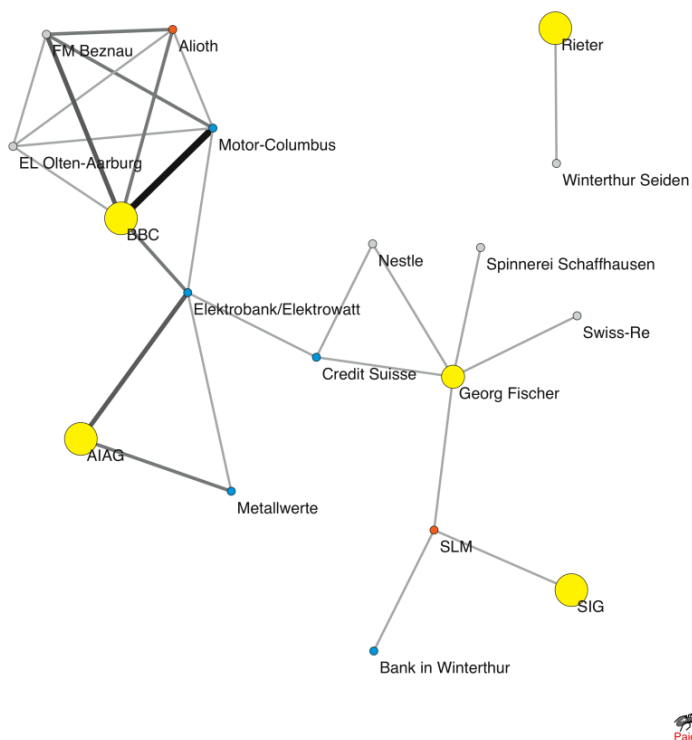 FM Beznau
Alioth
Rieter
EL Olten-Aarburg
Motor-Columbus
Winterthur Seiden
BBC
Nestle
Spinnerei Schaffhausen
Elektrobank/Elektrowatt
Swiss-Re
Credit Suisse
Georg Fischer
AIAG
Metallwerte
SLM
SIG
Bank in Winterthur